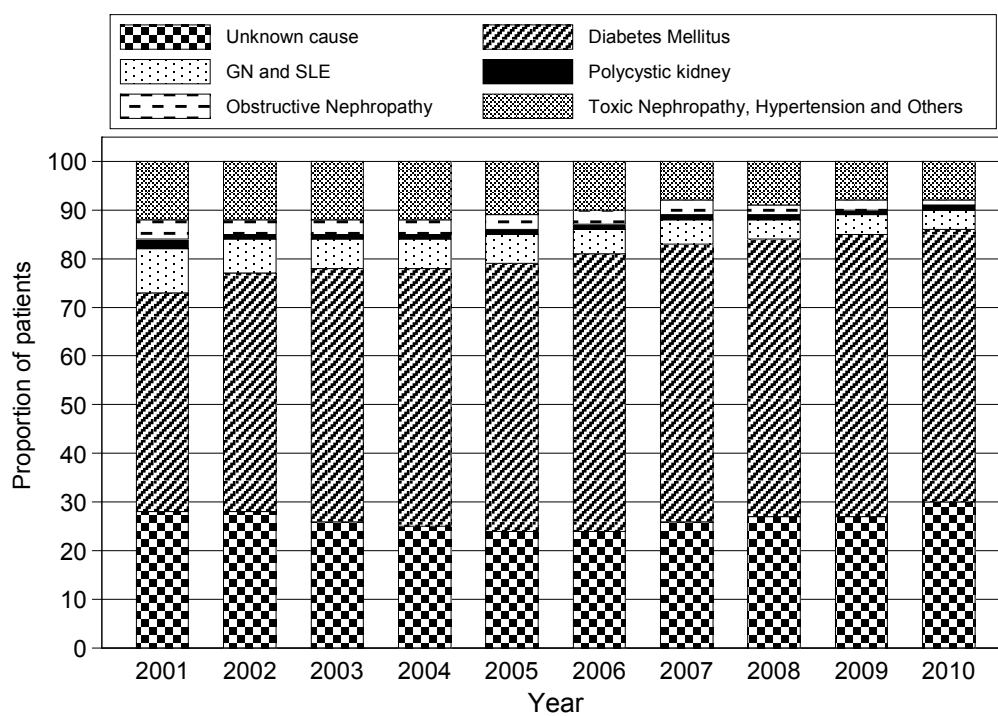 Unknown cause
Diabetes Mellitus
GN and SLE
Polycystic kidney
Obstructive Nephropathy
Toxic Nephropathy, Hypertension and Others
Proportion of patients
100
90
80
70
60
50
40
30
20
10
0
2001 2002 2003 2004 2005 2006 2007 2008 2009 2010
Year